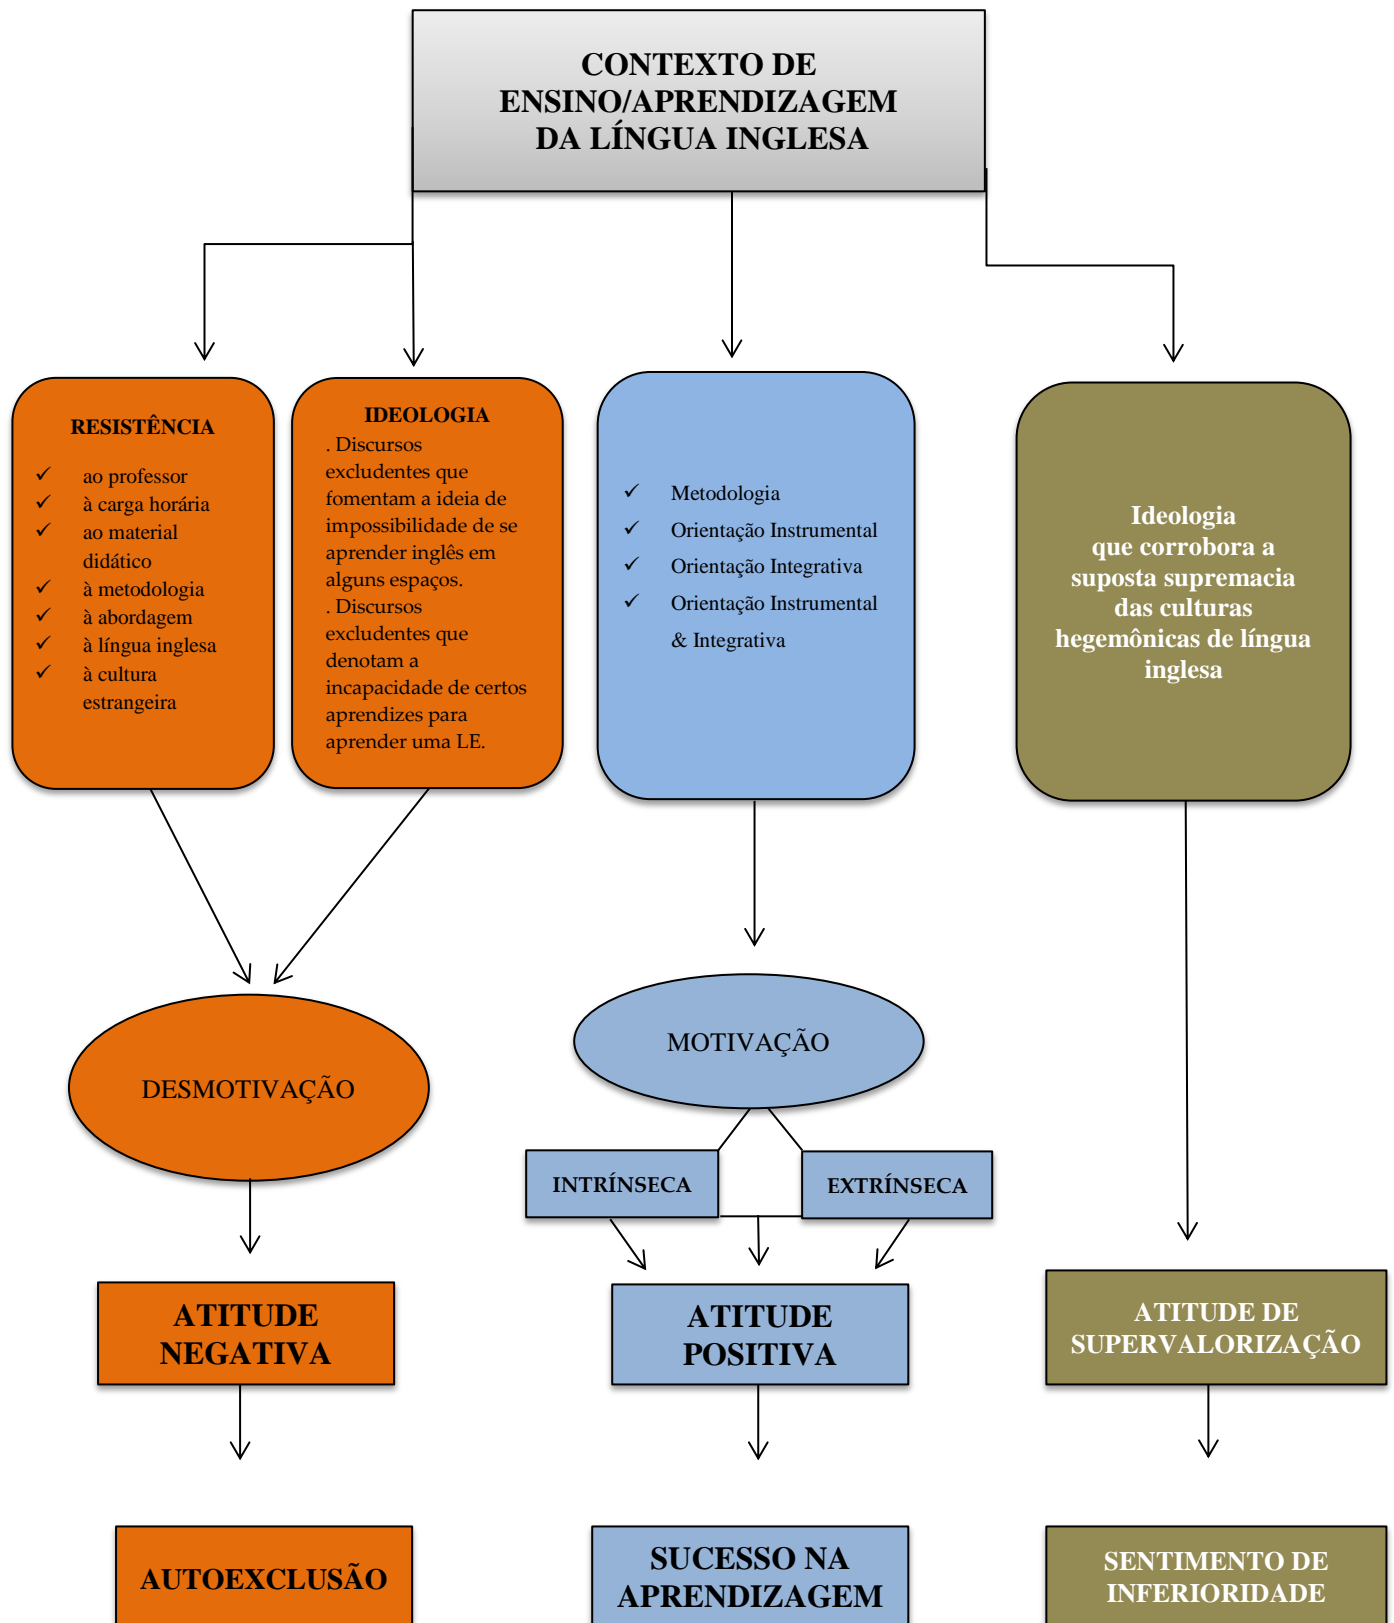 CONTEXTO DE
ENSINO/APRENDIZAGEM
DA LÍNGUA INGLESA
RESISTÊNCIA
✓ ao professor
✓ à carga horária
✓ ao material
didático
✓ à metodologia
✓ à abordagem
✓ à língua inglesa
✓ à cultura
estrangeira
IDEOLOGIA
. Discursos
excludentes que
fomentam a ideia de
impossibilidade de se
aprender inglês em
alguns espaços.
. Discursos
excludentes que
denotam a
incapacidade de certos
aprendizes para
aprender uma LE.
✓ Metodologia
✓ Orientação Instrumental
✓ Orientação Integrativa
✓ Orientação Instrumental
& Integrativa
Ideologia
que corrobora a
suposta supremacia
das culturas
hegemônicas de língua
inglesa
DESMOTIVAÇÃO
MOTIVAÇÃO
INTRÍNSECA
EXTRÍNSECA
ATITUDE
NEGATIVA
ATITUDE
POSITIVA
ATITUDE DE
SUPERVALORIZAÇÃO
AUTOEXCLUSÃO
SUCESSO NA
APRENDIZAGEM
SENTIMENTO DE
INFERIORIDADE